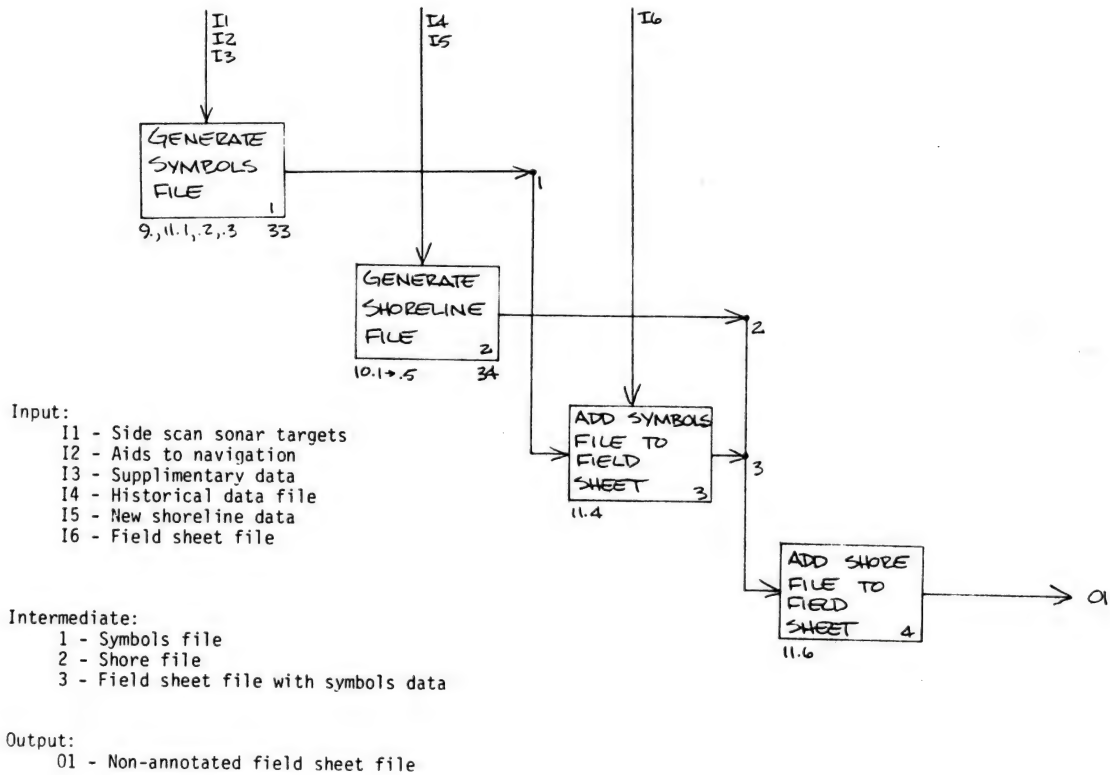 I1
I2
I3
I4
I5
I6
GENERATE
SYMBOLS
FILE
1
9.,11.1,.2,.3 33
1
GENERATE
SHORELINE
FILE
2
10.1→.5 34
2
ADD SYMBOLS
FILE TO
FIELD
SHEET
3
11.4
3
ADD SHORE
FILE TO
FIELD
SHEET
4
11.6
O1
Input:
I1 - Side scan sonar targets
I2 - Aids to navigation
I3 - Supplimentary data
I4 - Historical data file
I5 - New shoreline data
I6 - Field sheet file
Intermediate:
1 - Symbols file
2 - Shore file
3 - Field sheet file with symbols data
Output:
O1 - Non-annotated field sheet file